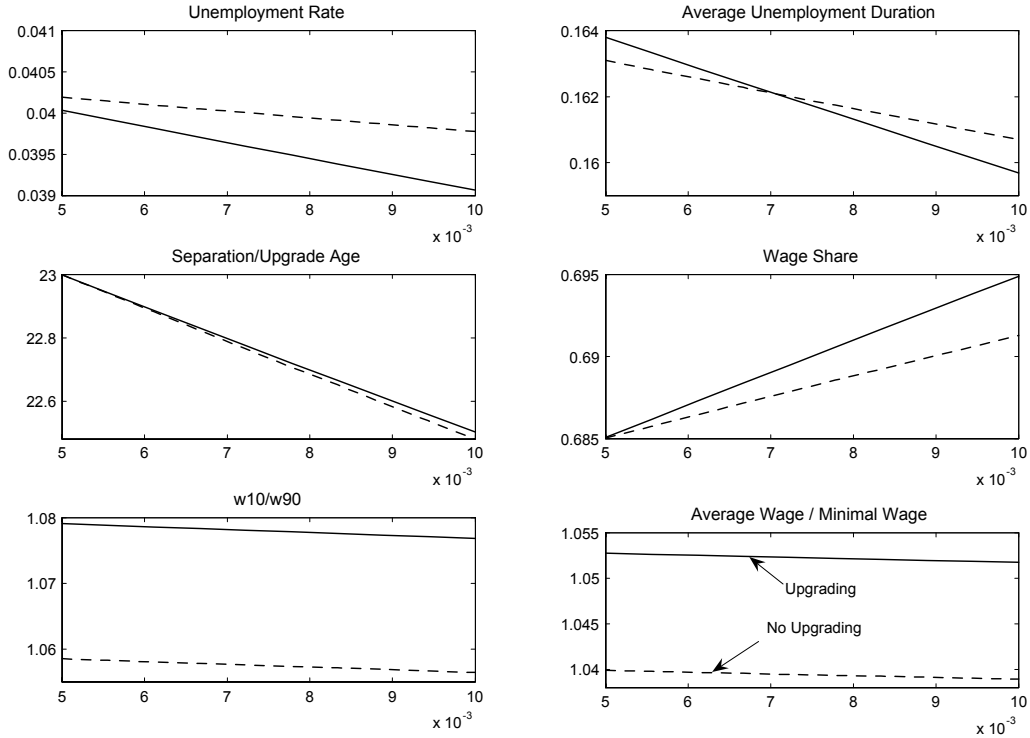 Unemployment Rate
0.041
0.0405
0.04
0.0395
0.039
5 6 7 8 9 10
x 10^-3
Average Unemployment Duration
0.164
0.162
0.16
5 6 7 8 9 10
x 10^-3
Separation/Upgrade Age
23
22.8
22.6
5 6 7 8 9 10
x 10^-3
Wage Share
0.695
0.69
0.685
5 6 7 8 9 10
x 10^-3
w10/w90
1.08
1.07
1.06
5 6 7 8 9 10
x 10^-3
Average Wage / Minimal Wage
1.055
1.05
1.045
1.04
Upgrading
No Upgrading
5 6 7 8 9 10
x 10^-3